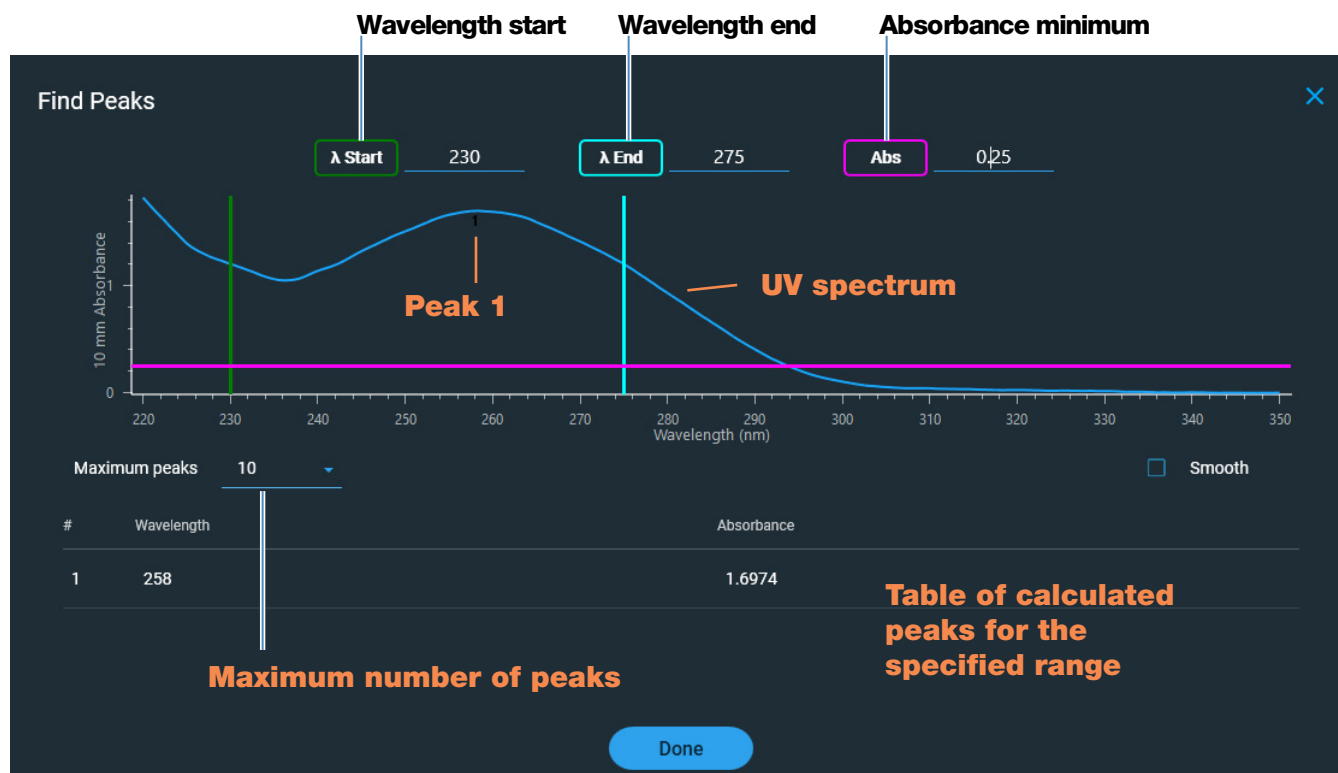 Wavelength start Wavelength end Absorbance minimum
Find Peaks
λ Start 230 λ End 275 Abs 0.25
10 mm Absorbance
1
0
1
Peak 1
UV spectrum
220 230 240 250 260 270 280 290 300 310 320 330 340 350
Wavelength (nm)
Maximum peaks 10 Smooth
# Wavelength Absorbance
1 258 1.6974
Table of calculated
peaks for the
specified range
Maximum number of peaks
Done